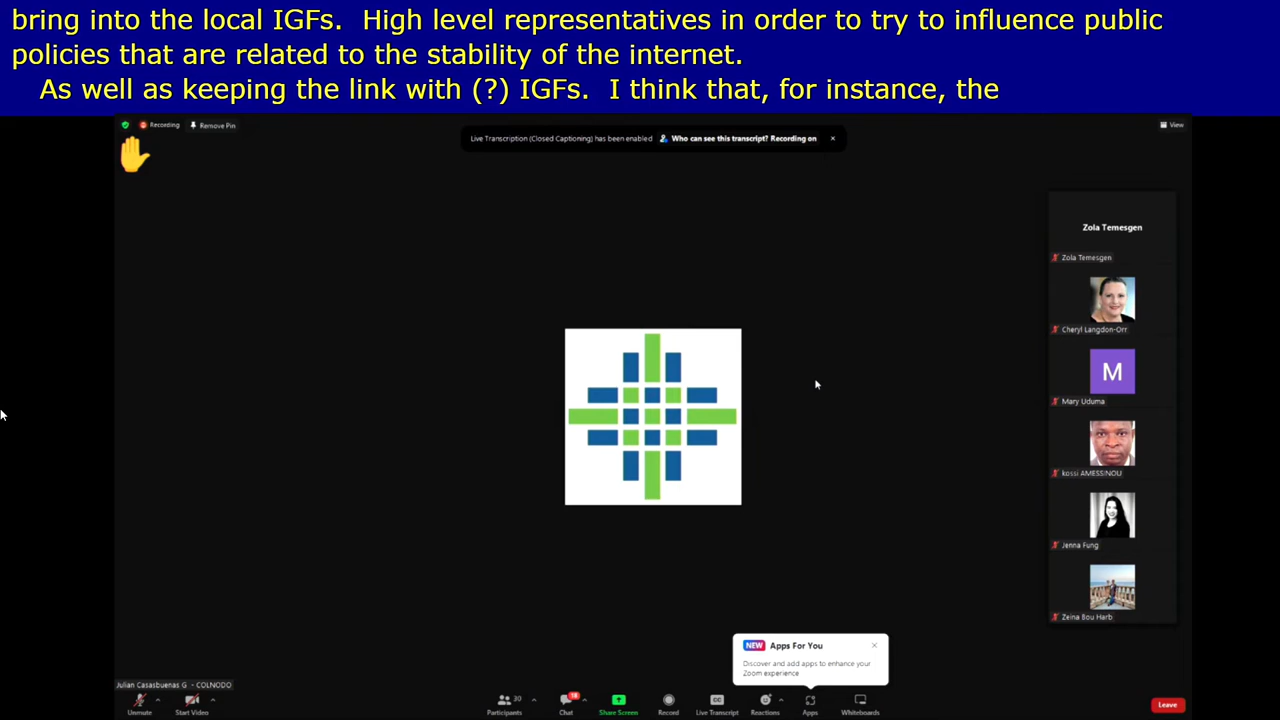 bring into the local IGFs.  High level representatives in order to try to influence public
policies that are related to the stability of the internet.
As well as keeping the link with (?) IGFs.  I think that, for instance, the
Recording
Remove Pin
Live Transcription (Closed Captioning) has been enabled
Who can see this transcript? Recording on
View
Zola Temesgen
Zola Temesgen
Cheryl Langdon-Orr
M
Mary Uduma
kossi AMESSINOU
Jenna Fung
Zeina Bou Harb
NEW Apps For You
Discover and add apps to enhance your
Zoom experience
Julian Casasbuenas G - COLNODO
Unmute
Start Video
30
Participants
18
Chat
Share Screen
Record
CC
Live Transcript
Reactions
Apps
Whiteboards
Leave